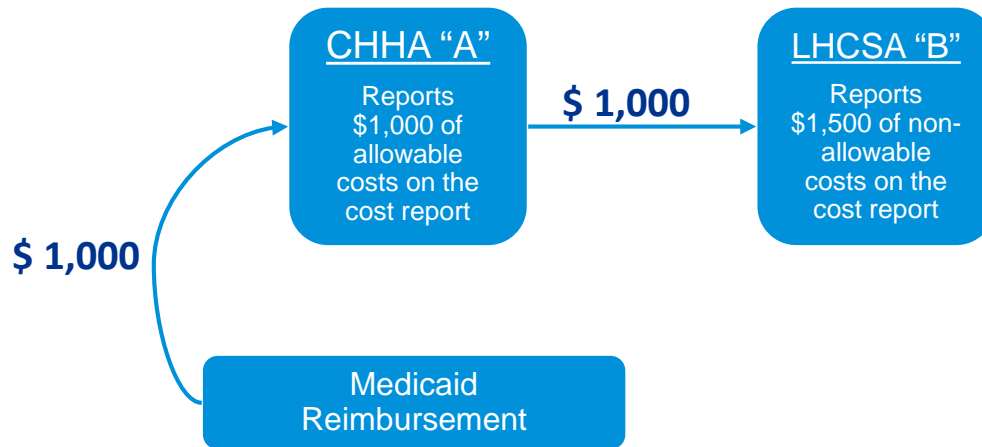 CHHA “A”
Reports
$1,000 of
allowable
costs on the
cost report
$ 1,000
LHCSA “B”
Reports
$1,500 of non-
allowable
costs on the
cost report
$ 1,000
Medicaid
Reimbursement